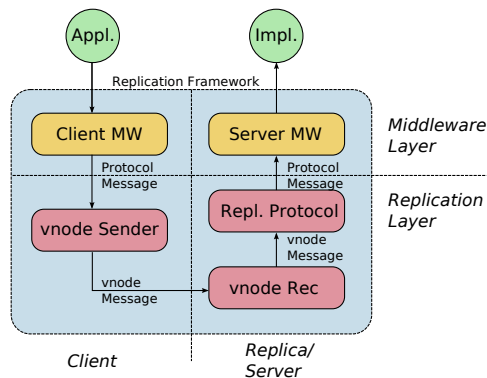 Appl.
Impl.
Replication Framework
Client MW
Server MW
Middleware
Layer
Protocol
Message
Protocol
Message
Replication
Layer
vnode Sender
Repl. Protocol
vnode
Message
vnode
Message
vnode Rec
Client
Replica/
Server